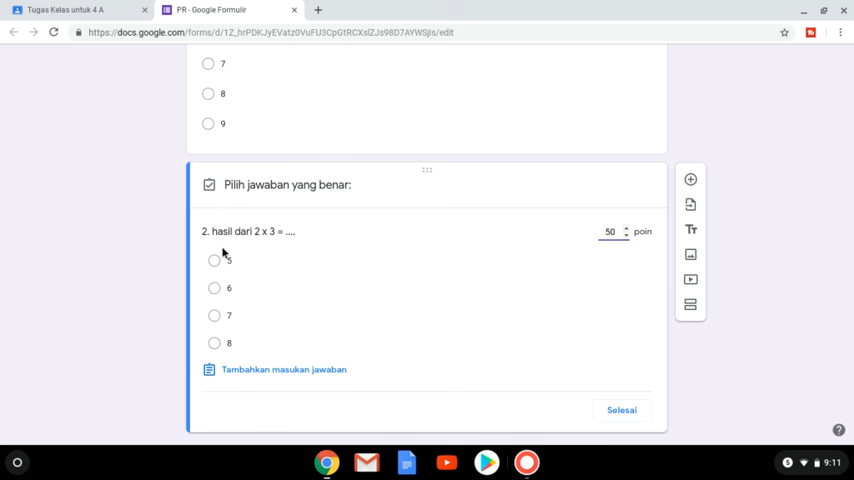 Tugas Kelas untuk 4 A
PR - Google Formulir
https://docs.google.com/forms/d/1Z_hrPDKJyEVatz0VuFU3CpGtRCXslZJs98D7AYWSjIs/edit
7
8
9
Pilih jawaban yang benar:
2. hasil dari 2 x 3 = ....
50 poin
5
6
7
8
Tambahkan masukan jawaban
Selesai
5
9:11